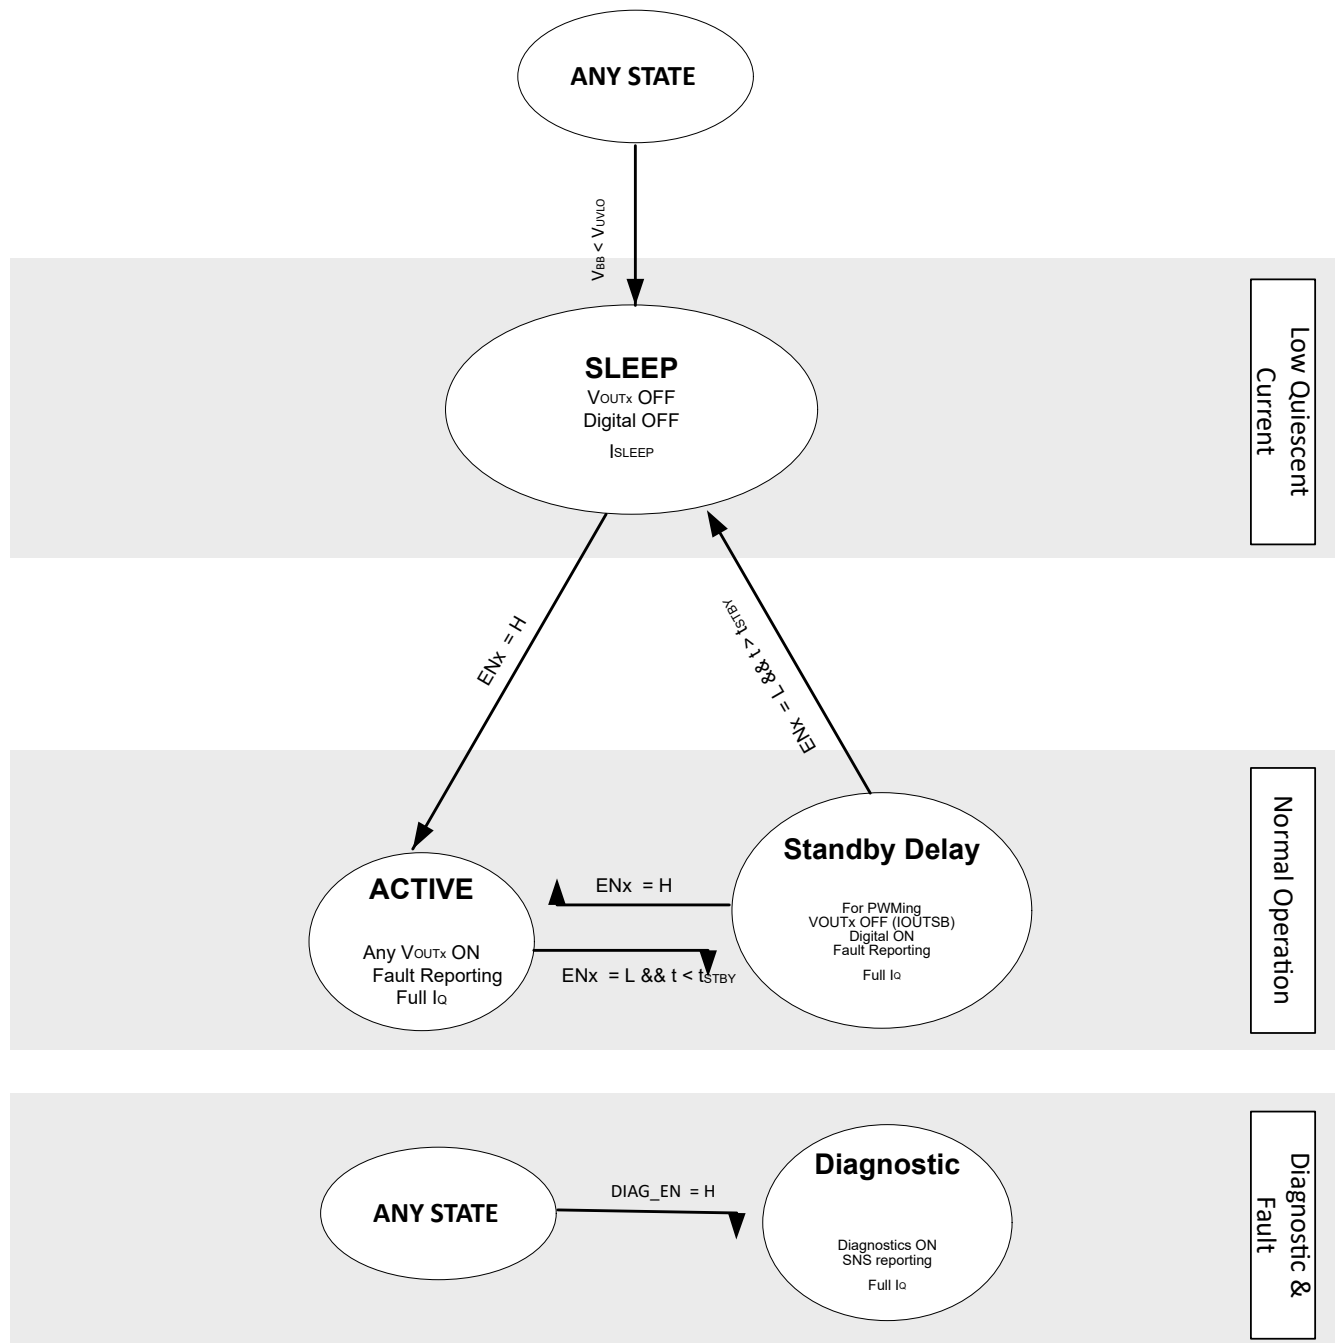 ANY STATE
VBB < VUVLO
SLEEP
VOUTx OFF
Digital OFF
ISLEEP
Low Quiescent
Current
ENx = H
ENx = L && t > tSTBY
ACTIVE
Any VOUTx ON
Fault Reporting
Full IQ
ENx = H
ENx = L && t < tSTBY
Standby Delay
For PWMing
VOUTx OFF (IOUTSB)
Digital ON
Fault Reporting
Full IQ
Normal Operation
ANY STATE
DIAG_EN = H
Diagnostic
Diagnostics ON
SNS reporting
Full IQ
Diagnostic &
Fault